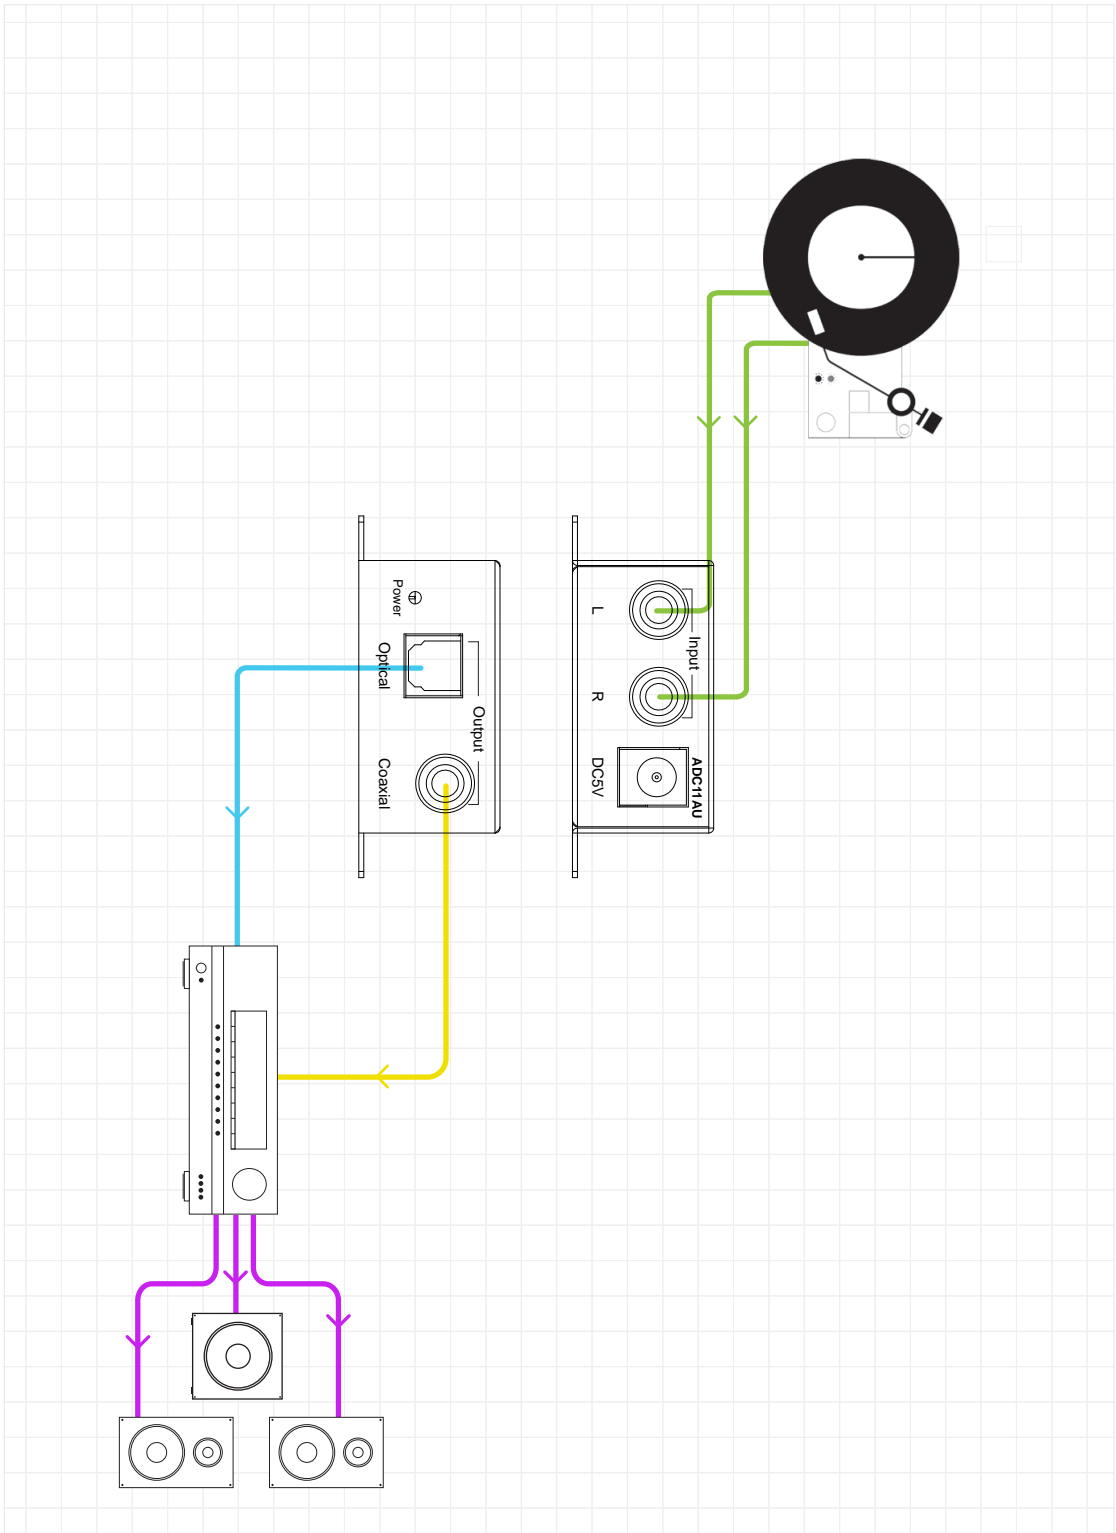 Power
Optical
Output
Coaxial
L
Input
R
DC5V
ADC11AU